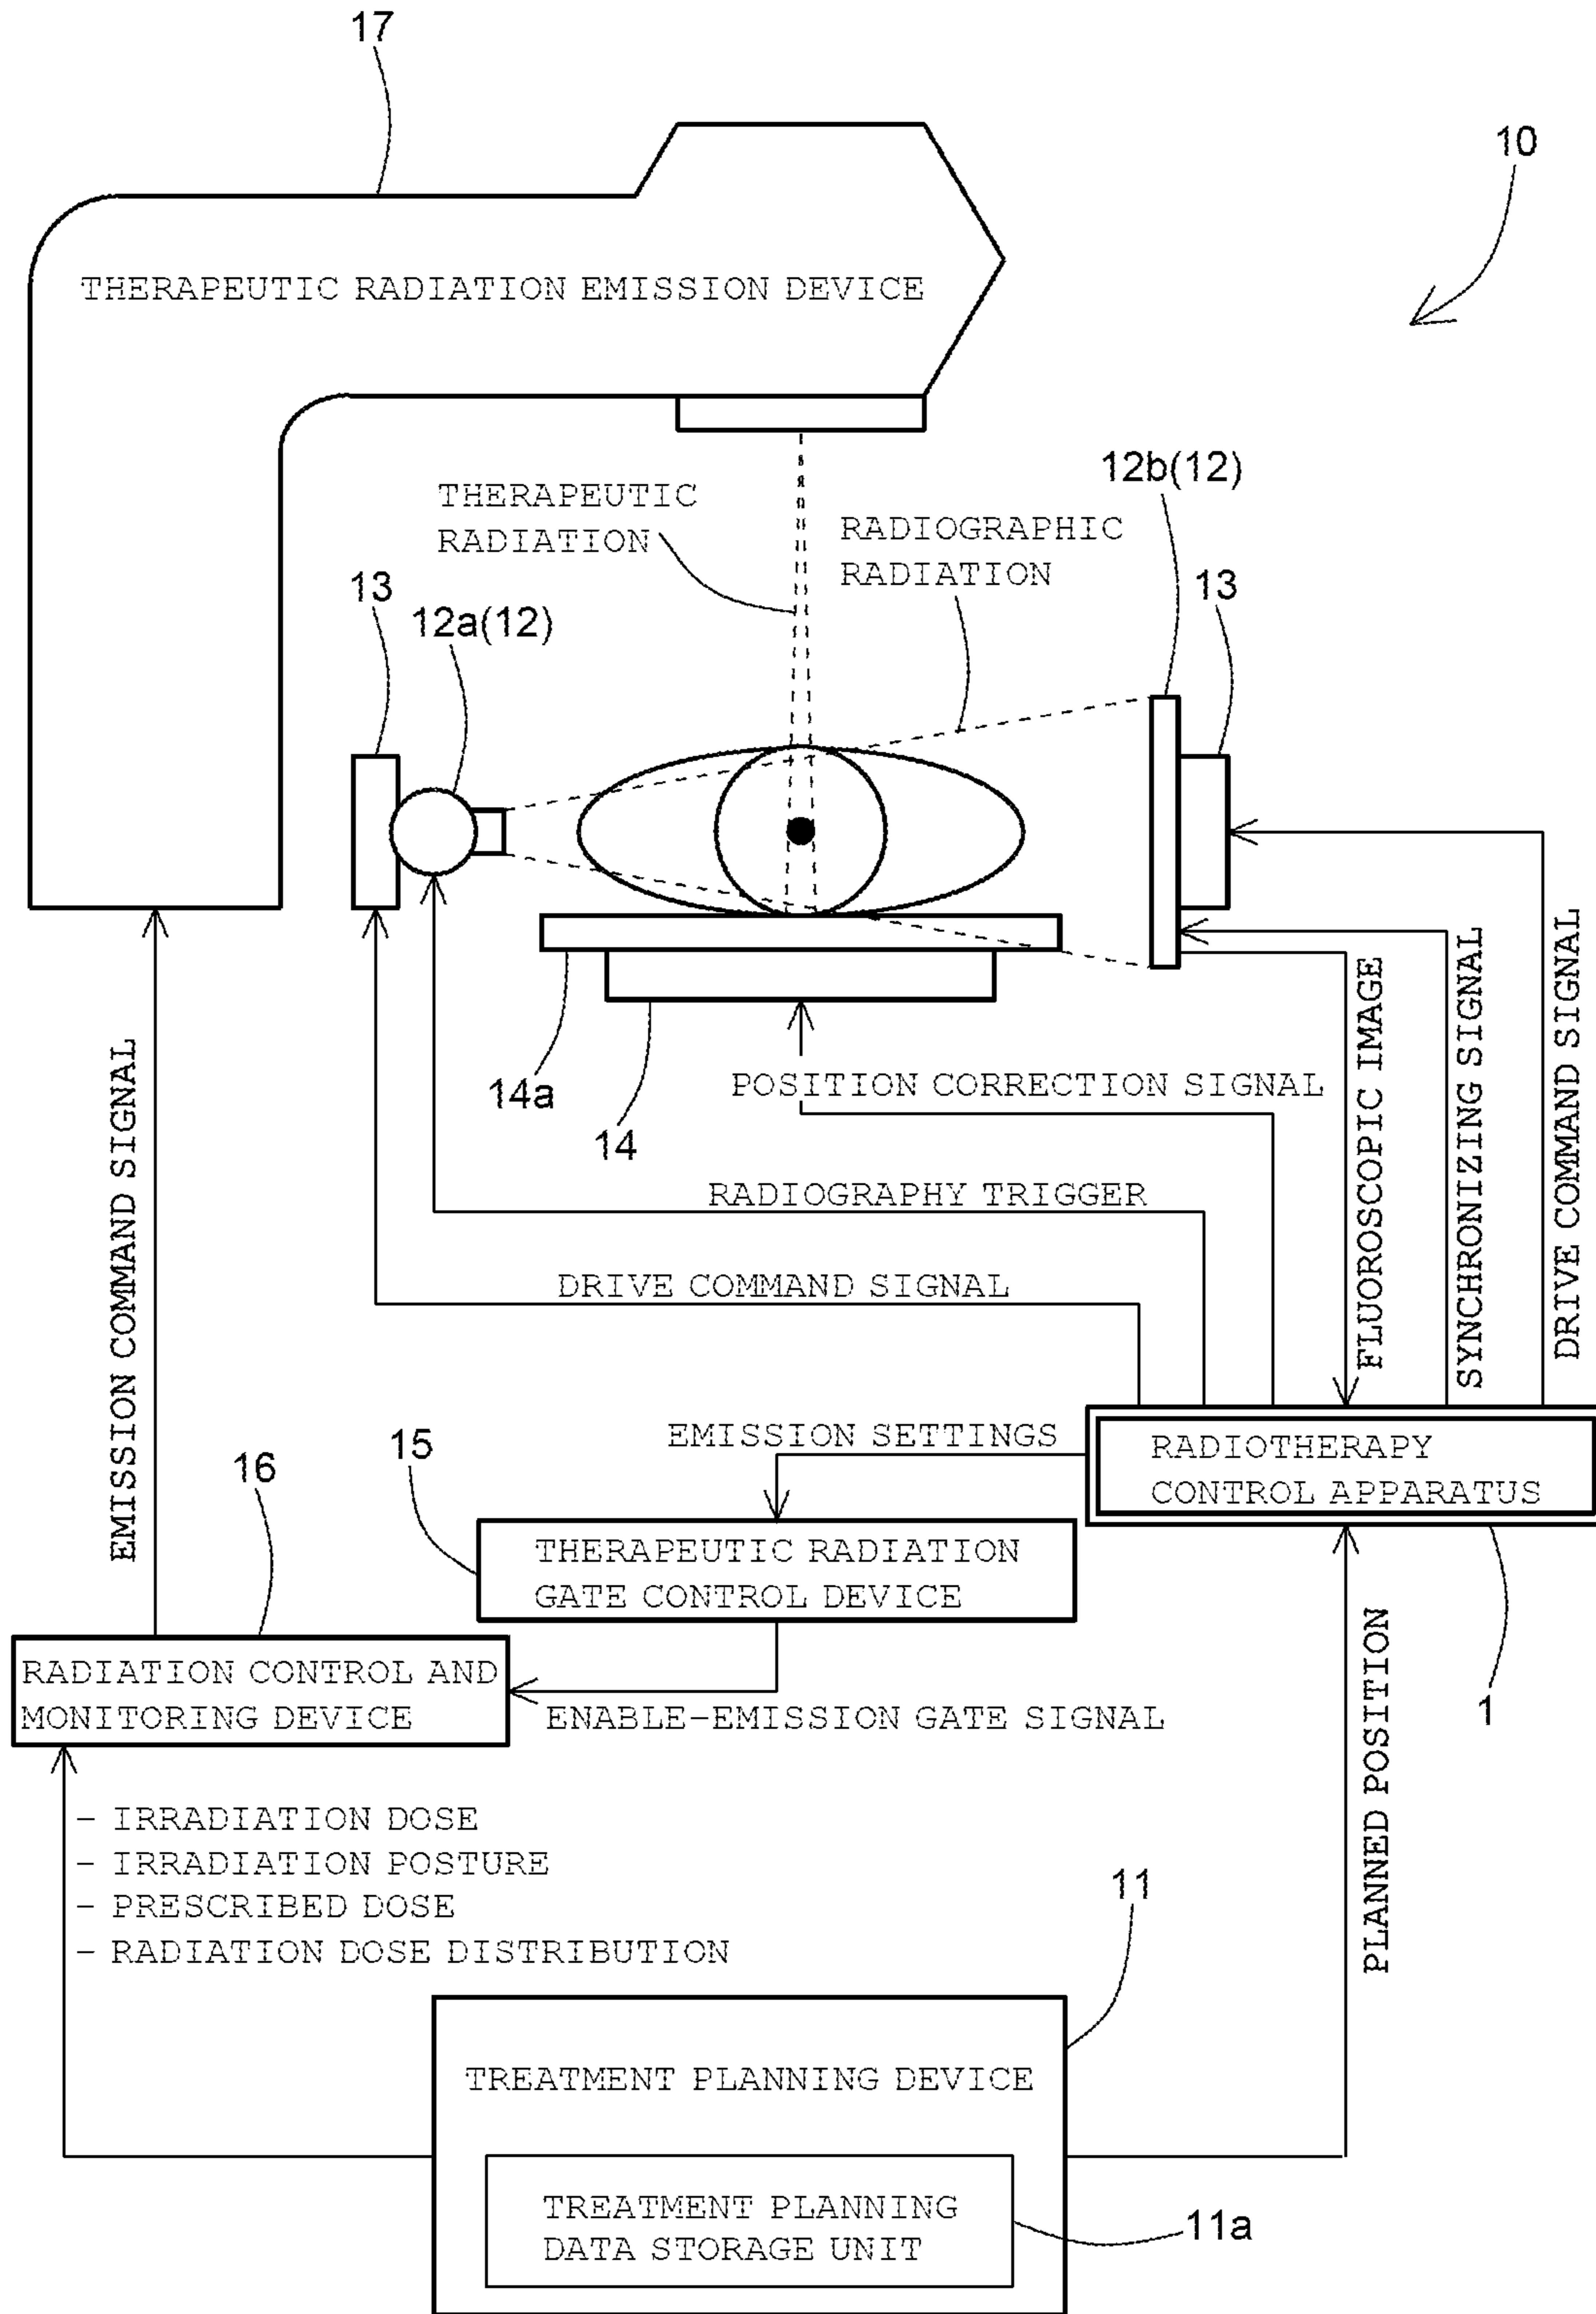 17
10
THERAPEUTIC RADIATION EMISSION DEVICE
12b(12)
THERAPEUTIC
RADIATION
RADIOGRAPHIC
RADIATION
13
12a(12)
13
14a
14
POSITION CORRECTION SIGNAL
RADIOGRAPHY TRIGGER
DRIVE COMMAND SIGNAL
EMISSION COMMAND SIGNAL
FLUOROSCOPIC IMAGE
SYNCHRONIZING SIGNAL
DRIVE COMMAND SIGNAL
EMISSION SETTINGS
RADIOTHERAPY
CONTROL APPARATUS
1
15
16
THERAPEUTIC RADIATION
GATE CONTROL DEVICE
RADIATION CONTROL AND
MONITORING DEVICE
ENABLE-EMISSION GATE SIGNAL
PLANNED POSITION
- IRRADIATION DOSE
- IRRADIATION POSTURE
- PRESCRIBED DOSE
- RADIATION DOSE DISTRIBUTION
11
TREATMENT PLANNING DEVICE
TREATMENT PLANNING
DATA STORAGE UNIT
11a